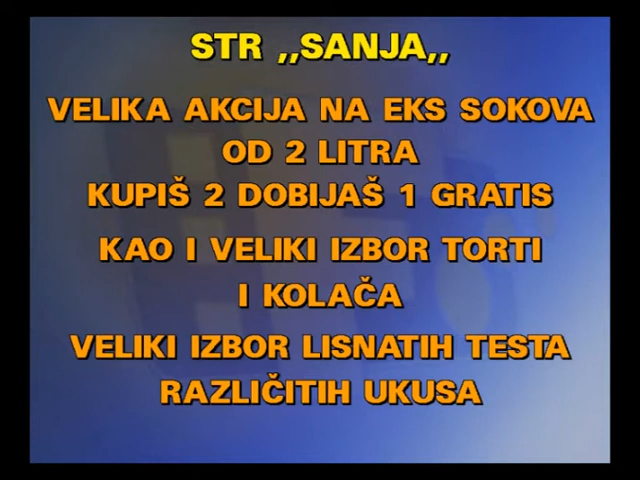 STR ,,SANJA,,
VELIKA AKCIJA NA EKS SOKOVA
OD 2 LITRA
KUPIŠ 2 DOBIJAŠ 1 GRATIS
KAO I VELIKI IZBOR TORTI
I KOLAČA
VELIKI IZBOR LISNATIH TESTA
RAZLIČITIH UKUSA